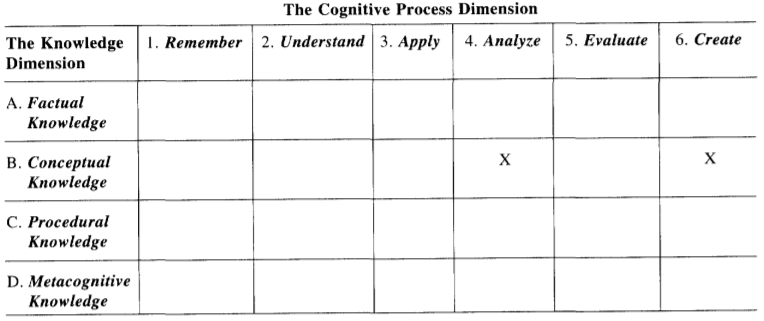 The Cognitive Process Dimension
The Knowledge Dimension
1. Remember
2. Understand
3. Apply
4. Analyze
5. Evaluate
6. Create
A. Factual
Knowledge
B. Conceptual
Knowledge
X
X
C. Procedural
Knowledge
D. Metacognitive
Knowledge